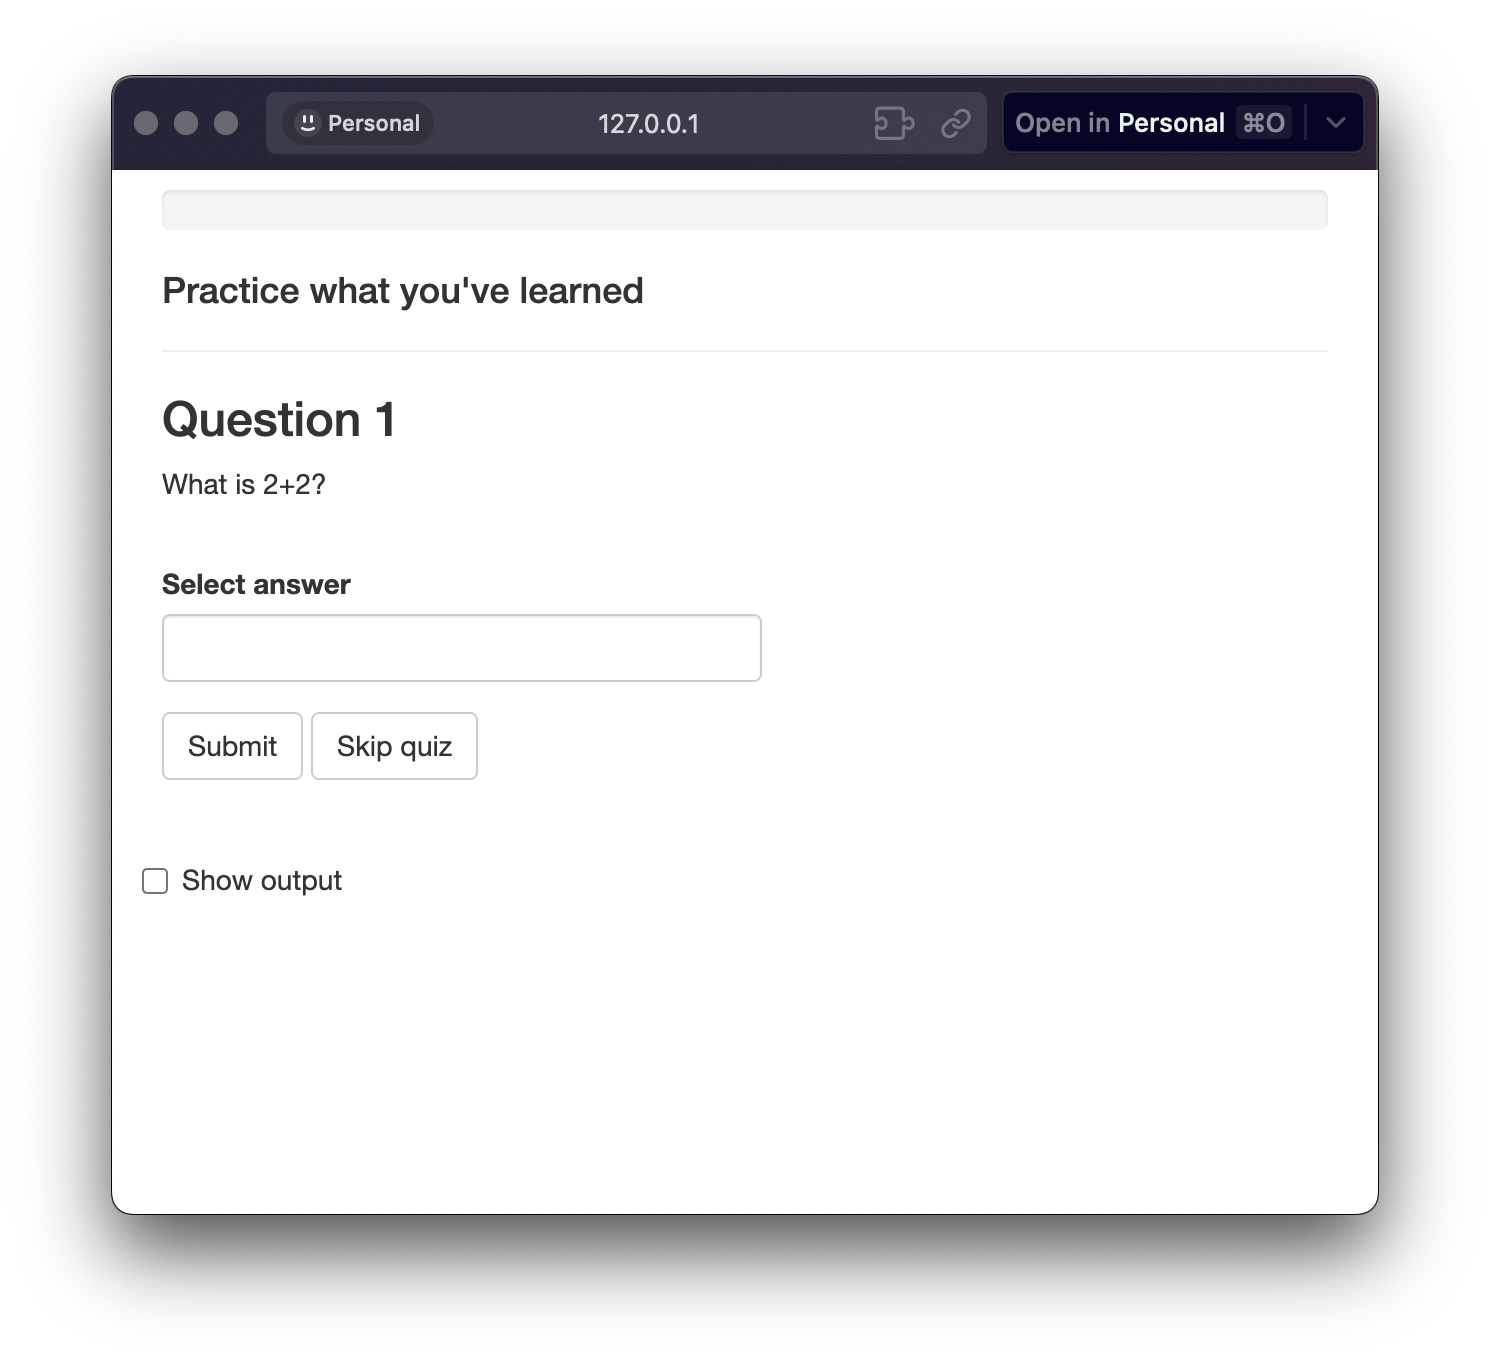 Personal 127.0.0.1 Open in Personal ⌘O
Practice what you've learned
Question 1
What is 2+2?
Select answer
Submit Skip quiz
Show output